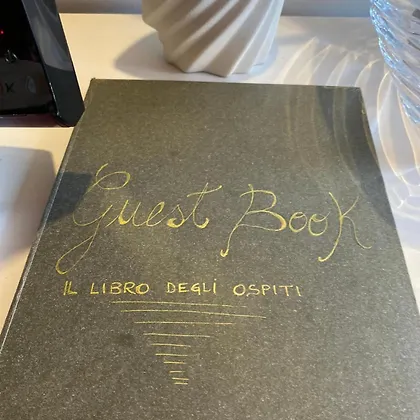 Guest Book
IL LIBRO DEGLi OSPITI